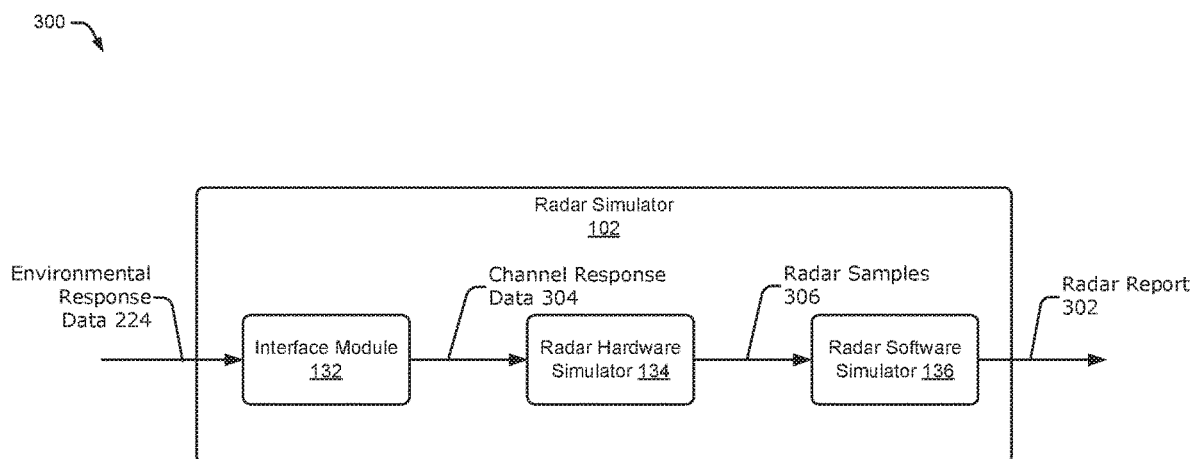 300
Radar Simulator
102
Environmental
Response
Data 224
Channel Response
Data 304
Radar Samples
306
Radar Report
302
Interface Module
132
Radar Hardware
Simulator 134
Radar Software
Simulator 136